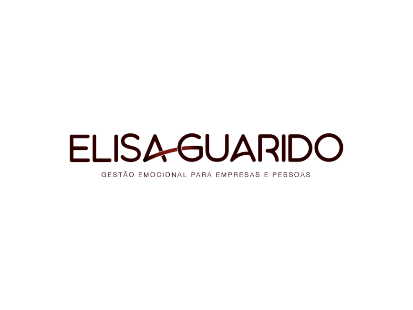 ELISA GUARIDO
GESTÃO EMOCIONAL PARA EMPRESAS E PESSOAS